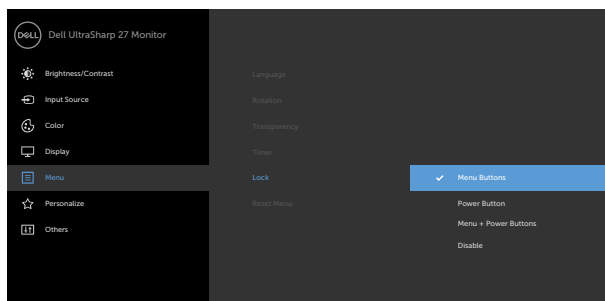 DELL Dell UltraSharp 27 Monitor
Brightness/Contrast
Input Source
Color
Display
Menu
Personalize
Others
Language
Rotation
Transparency
Timer
Lock
Reset Menu
Menu Buttons
Power Button
Menu + Power Buttons
Disable